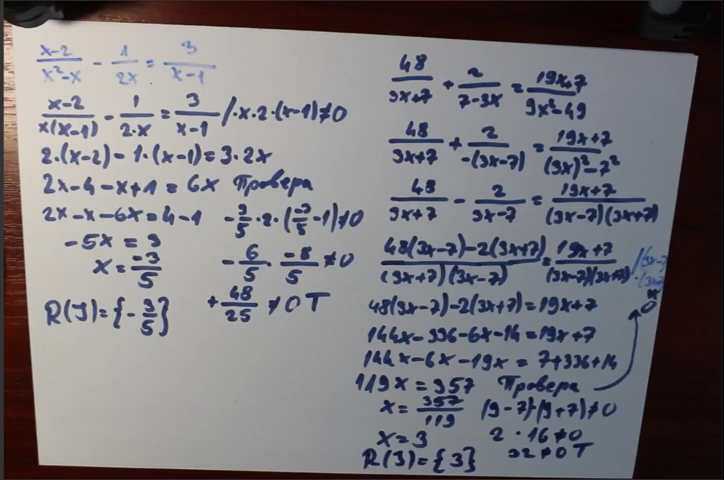 x-2/x²-x - 1/2x = 3/x-1
x-2/x(x-1) - 1/2·x = 3/x-1 /·x·2·(x-1)≠0
2·(x-2)-1·(x-1)=3·2x
2x-4-x+1=6x Провера
2x-x-6x=4-1 -3/5·2·(-3/5-1)≠0
-5x=3 -6/5·-8/5≠0
x=-3/5 +48/25≠0 T
R(J)={-3/5}
48/3x+7 + 2/7-3x = 19x+7/9x²-49
48/3x+7 + 2/-(3x-7) = 19x+7/(3x)²-7²
48/3x+7 - 2/3x-7 = 19x+7/(3x-7)(3x+7)
48(3x-7)-2(3x+7)/(3x+7)(3x-7) = 19x+7/(3x-7)(3x+7)
48(3x-7)-2(3x+7)=19x+7
144x-336-6x-14=19x+7
144x-6x-19x=7+336+14
119x=357 Провера
x=357/119 (9-7)·(9+7)≠0
x=3 2·16≠0
R(J)={3} 32≠0 T